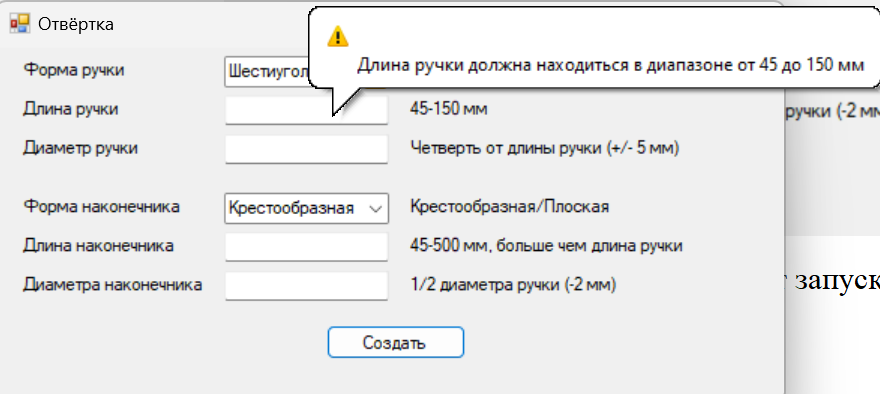 Отвёртка
Длина ручки должна находиться в диапазоне от 45 до 150 мм
Форма ручки Шестиугол
Длина ручки 45-150 мм
ручки (-2 мм
Диаметр ручки Четверть от длины ручки (+/- 5 мм)
Форма наконечника Крестообразная Крестообразная/Плоская
Длина наконечника 45-500 мм, больше чем длина ручки
запуск
Диаметра наконечника 1/2 диаметра ручки (-2 мм)
Создать